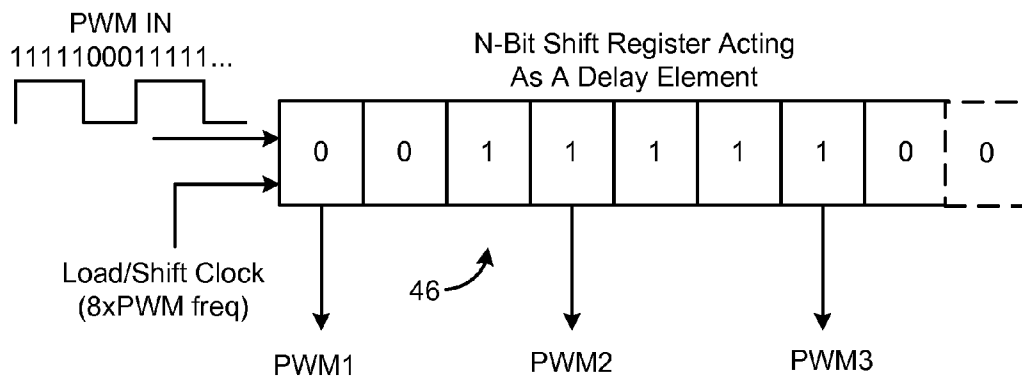 PWM IN
1111100011111...
N-Bit Shift Register Acting
As A Delay Element
0 0 1 1 1 1 1 0 0
Load/Shift Clock
(8xPWM freq)
46
PWM1 PWM2 PWM3